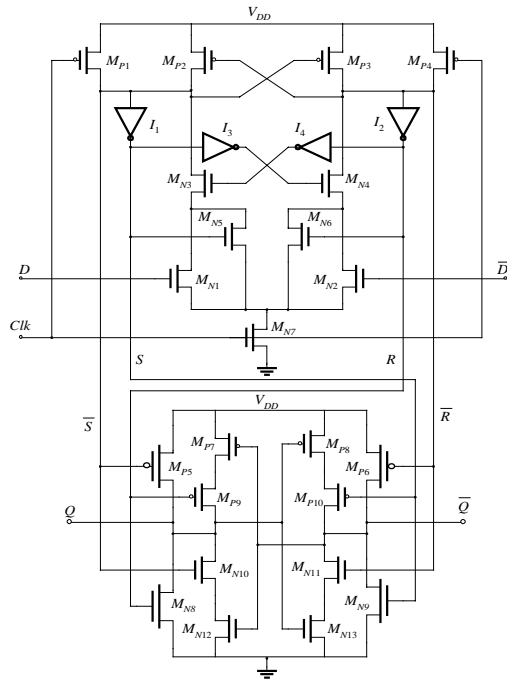 V_DD
M_P1 M_P2 M_P3 M_P4
I_1 I_3 I_4 I_2
M_N3 M_N4
M_N5 M_N6
D M_N1 M_N2 D̅
Clk M_N7
S R
S̅ V_DD R̅
M_P5 M_P7 M_P8 M_P6
M_P9 M_P10
Q Q̅
M_N10 M_N11
M_N8 M_N9
M_N12 M_N13